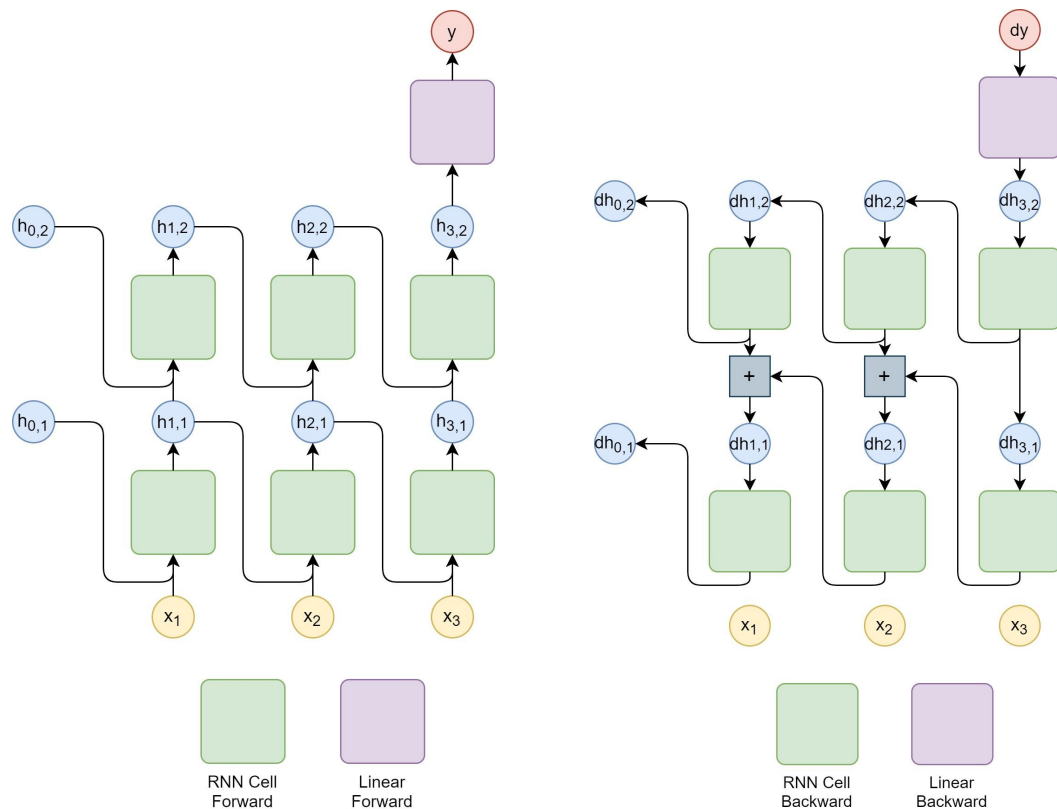 y
dy
h0,2
h1,2
h2,2
h3,2
dh0,2
dh1,2
dh2,2
dh3,2
+
+
h0,1
h1,1
h2,1
h3,1
dh0,1
dh1,1
dh2,1
dh3,1
x1
x2
x3
x1
x2
x3
RNN Cell
Forward
Linear
Forward
RNN Cell
Backward
Linear
Backward